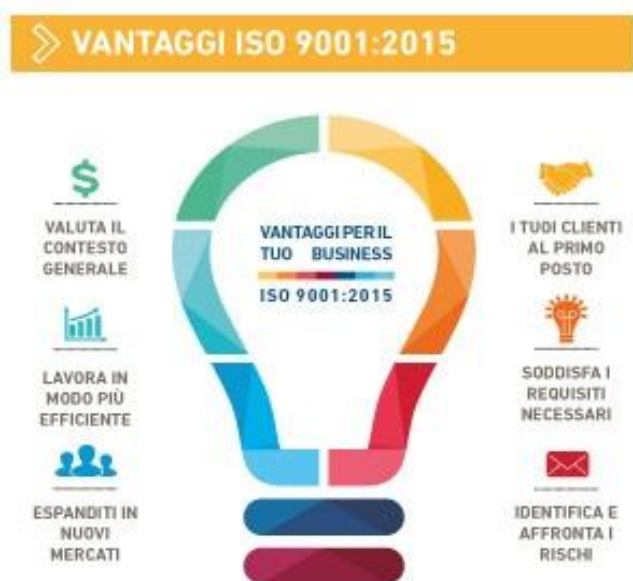 VANTAGGI ISO 9001:2015
VALUTA IL
CONTESTO
GENERALE
LAVORA IN
MODO PIÙ
EFFICIENTE
ESPANDITI IN
NUOVI
MERCATI
VANTAGGI PER IL
TUO BUSINESS
ISO 9001:2015
I TUOI CLIENTI
AL PRIMO
POSTO
SODDISFA I
REQUISITI
NECESSARI
IDENTIFICA E
AFFRONTA I
RISCHI